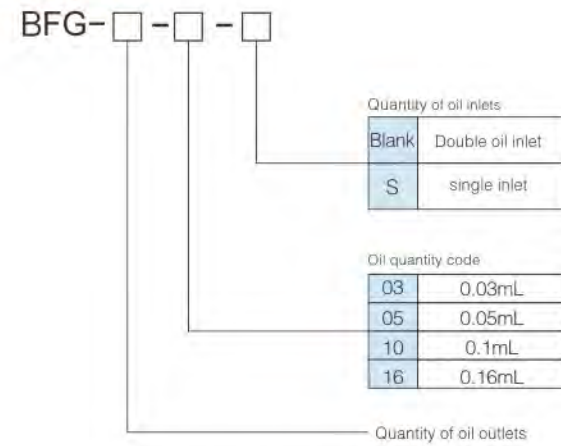 BFG-□-□-□
Quantity of oil inlets
Blank Double oil inlet
S single inlet
Oil quantity code
03 0.03mL
05 0.05mL
10 0.1mL
16 0.16mL
Quantity of oil outlets